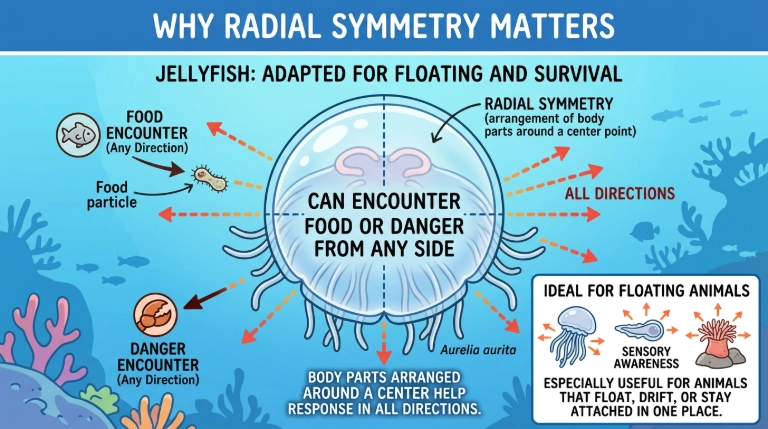 WHY RADIAL SYMMETRY MATTERS
JELLYFISH: ADAPTED FOR FLOATING AND SURVIVAL
FOOD
ENCOUNTER
(Any Direction)
Food
particle
RADIAL SYMMETRY
(arrangement of body
parts around a center point)
ALL DIRECTIONS
CAN ENCOUNTER
FOOD OR DANGER
FROM ANY SIDE
DANGER
ENCOUNTER
(Any Direction)
Aurelia aurita
BODY PARTS ARRANGED
AROUND A CENTER HELP
RESPONSE IN ALL DIRECTIONS.
IDEAL FOR FLOATING ANIMALS
SENSORY
AWARENESS
ESPECIALLY USEFUL FOR ANIMALS
THAT FLOAT, DRIFT, OR STAY
ATTACHED IN ONE PLACE.